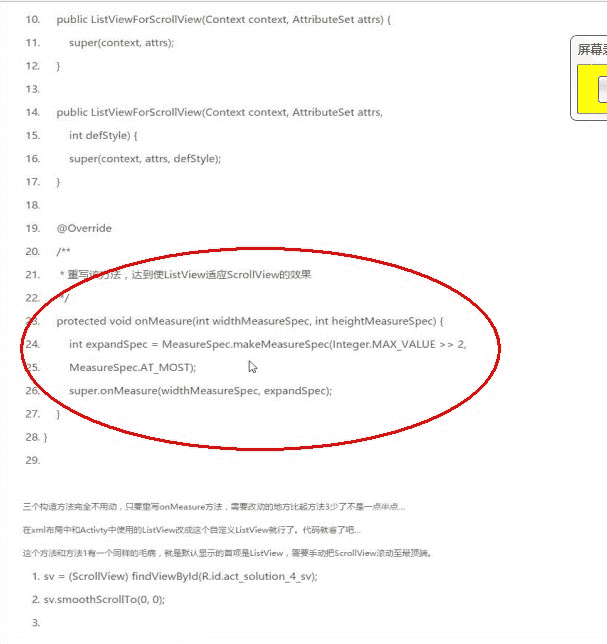 10. public ListViewForScrollView(Context context, AttributeSet attrs) {
11. super(context, attrs);
12. }
13.
14. public ListViewForScrollView(Context context, AttributeSet attrs,
15. int defStyle) {
16. super(context, attrs, defStyle);
17. }
18.
19. @Override
20. /**
21. * 重写该方法，达到使ListView适应ScrollView的效果
22. */
23. protected void onMeasure(int widthMeasureSpec, int heightMeasureSpec) {
24. int expandSpec = MeasureSpec.makeMeasureSpec(Integer.MAX_VALUE >> 2,
25. MeasureSpec.AT_MOST);
26. super.onMeasure(widthMeasureSpec, expandSpec);
27. }
28. }
29.
三个构造方法完全不用动，只要重写onMeasure方法，需要改动的地方比起方法3少了不是一点半点...
在xml布局中和Activty中使用的ListView改成这个自定义ListView就行了。代码就省了吧...
这个方法和方法1有一个同样的毛病，就是默认显示的首项是ListView，需要手动把ScrollView滚动至最顶端。
1. sv = (ScrollView) findViewById(R.id.act_solution_4_sv);
2. sv.smoothScrollTo(0, 0);
3.
屏幕